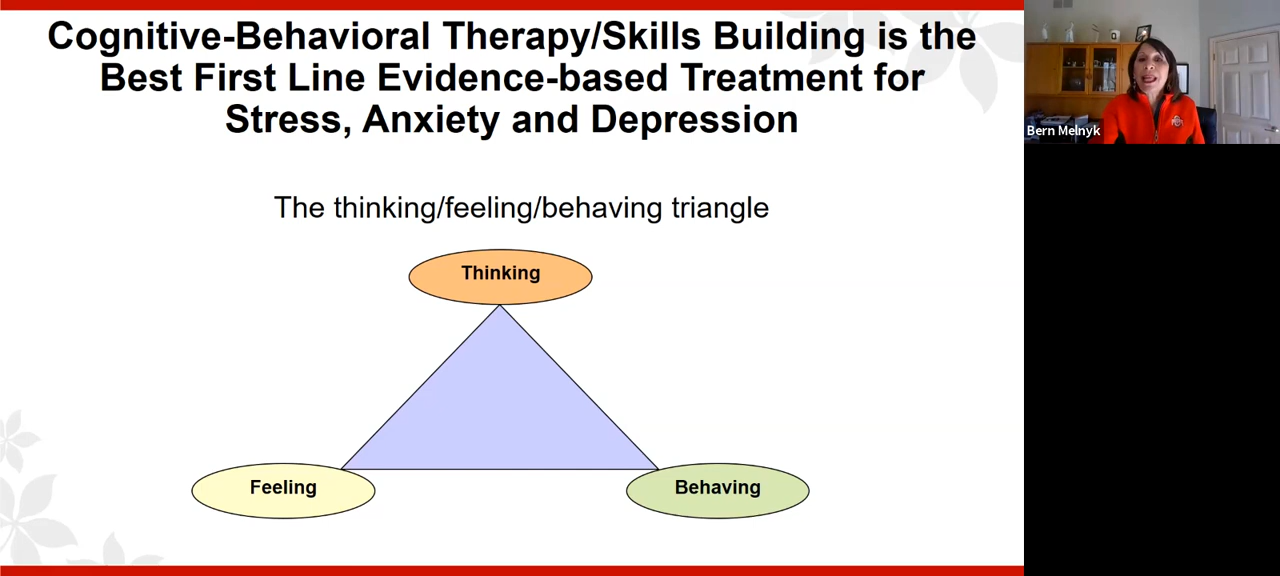 Cognitive-Behavioral Therapy/Skills Building is the
Best First Line Evidence-based Treatment for
Stress, Anxiety and Depression
The thinking/feeling/behaving triangle
Thinking
Feeling
Behaving
Bern Melnyk